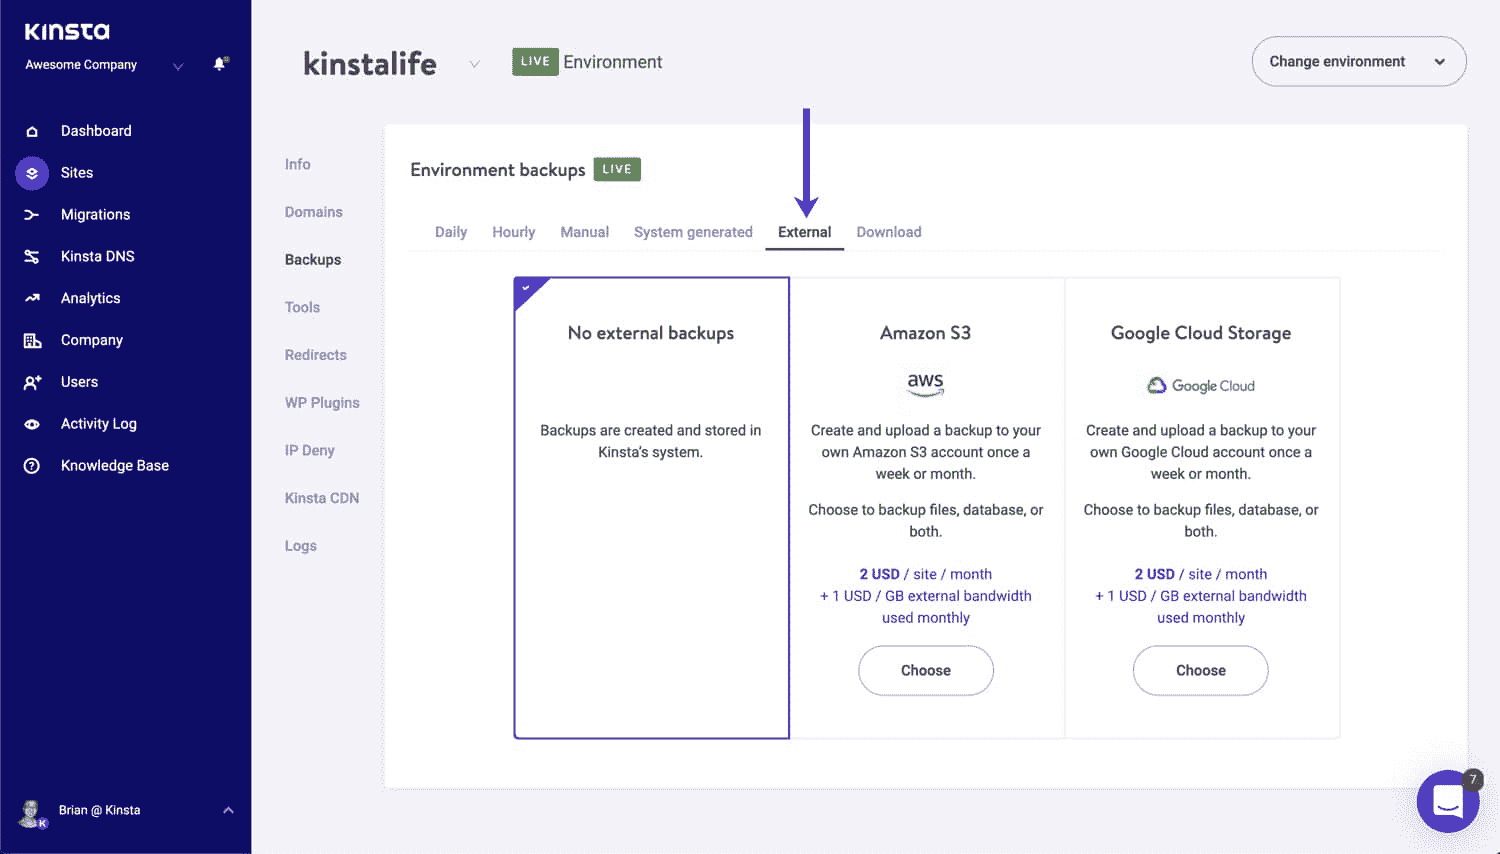 Kinsta
Awesome Company
Dashboard
Sites
Migrations
Kinsta DNS
Analytics
Company
Users
Activity Log
Knowledge Base
Brian @ Kinsta
K
kinstalife
LIVE Environment
Change environment
Info
Domains
Backups
Tools
Redirects
WP Plugins
IP Deny
Kinsta CDN
Logs
Environment backups LIVE
Daily Hourly Manual System generated External Download
No external backups
Backups are created and stored in
Kinsta's system.
Amazon S3
aws
Create and upload a backup to your
own Amazon S3 account once a
week or month.
Choose to backup files, database, or
both.
2 USD / site / month
+ 1 USD / GB external bandwidth
used monthly
Choose
Google Cloud Storage
Google Cloud
Create and upload a backup to your
own Google Cloud account once a
week or month.
Choose to backup files, database, or
both.
2 USD / site / month
+ 1 USD / GB external bandwidth
used monthly
Choose
7